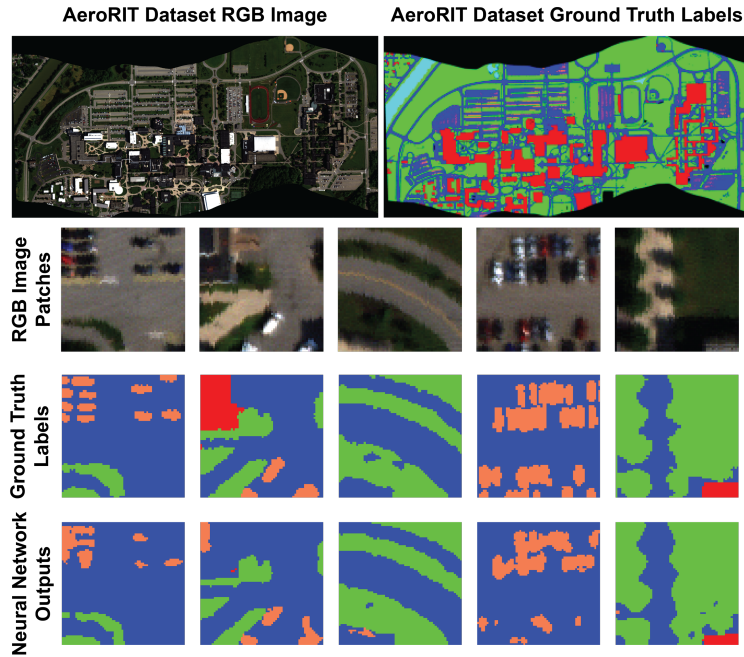 AeroRIT Dataset RGB Image
AeroRIT Dataset Ground Truth Labels
RGB Image
Patches
Ground Truth
Labels
Neural Network
Outputs